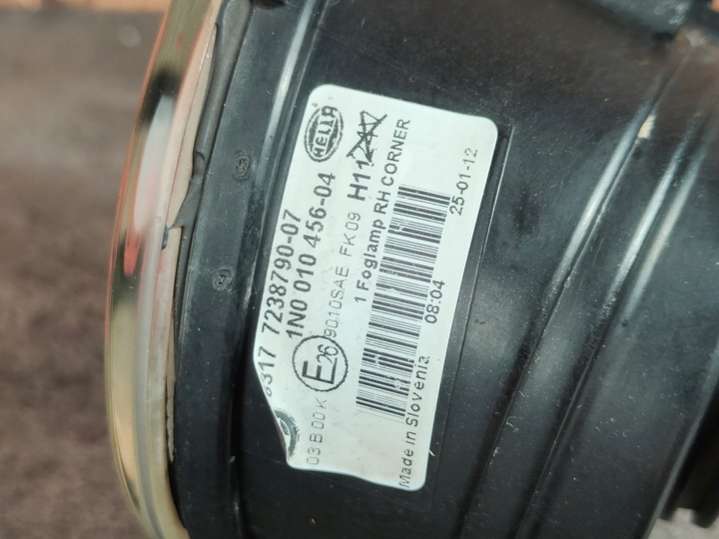 HELLA
6317 7238790-07
1N0 010 456-04
9010SAE FK09 H11
E26
03 B 00 K
1 Foglamp RH CORNER
25-01-12
08:04
Made in Slovenia